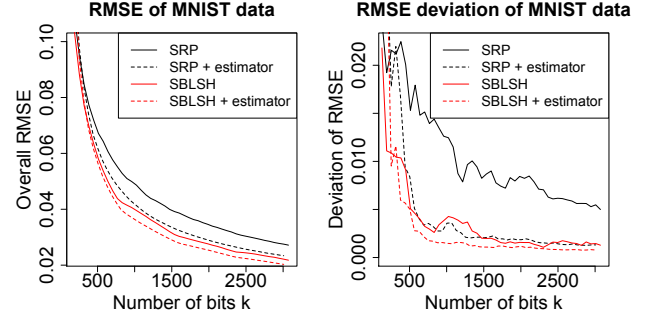 RMSE of MNIST data
Overall RMSE
0.10
0.08
0.06
0.04
0.02
SRP
SRP + estimator
SBLSH
SBLSH + estimator
500
1500
2500
Number of bits k
RMSE deviation of MNIST data
Deviation of RMSE
0.020
0.010
0.000
SRP
SRP + estimator
SBLSH
SBLSH + estimator
500
1500
2500
Number of bits k